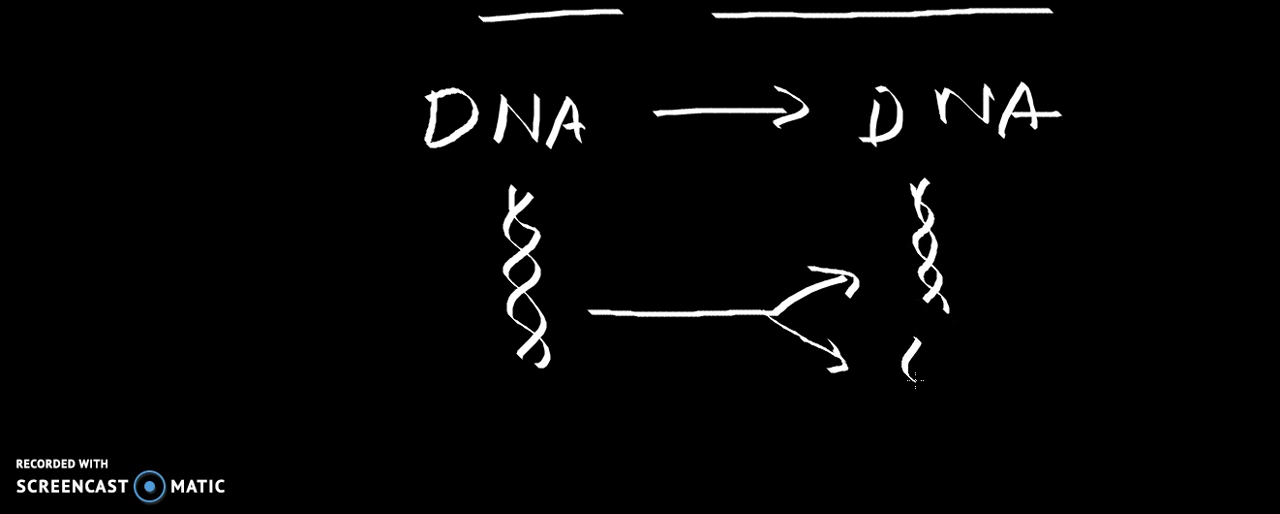 DNA → DNA
RECORDED WITH
SCREENCAST MATIC